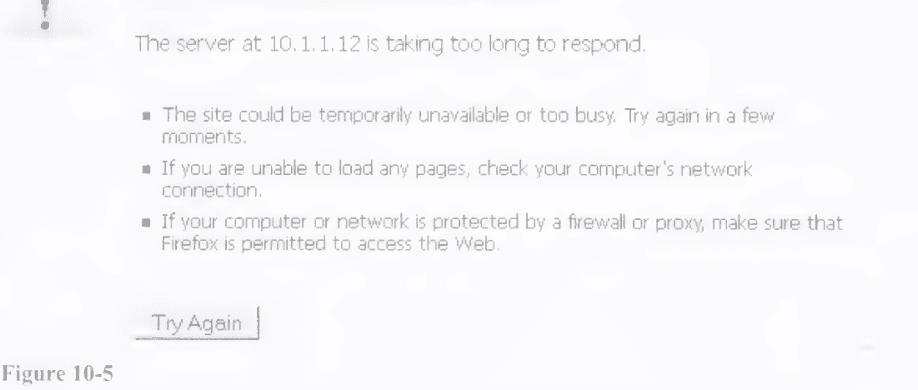 The server at 10.1.1.12 is taking too long to respond.
▪ The site could be temporarily unavailable or too busy. Try again in a few
moments.
▪ If you are unable to load any pages, check your computer's network
connection.
▪ If your computer or network is protected by a firewall or proxy, make sure that
Firefox is permitted to access the Web.
Try Again
Figure 10-5